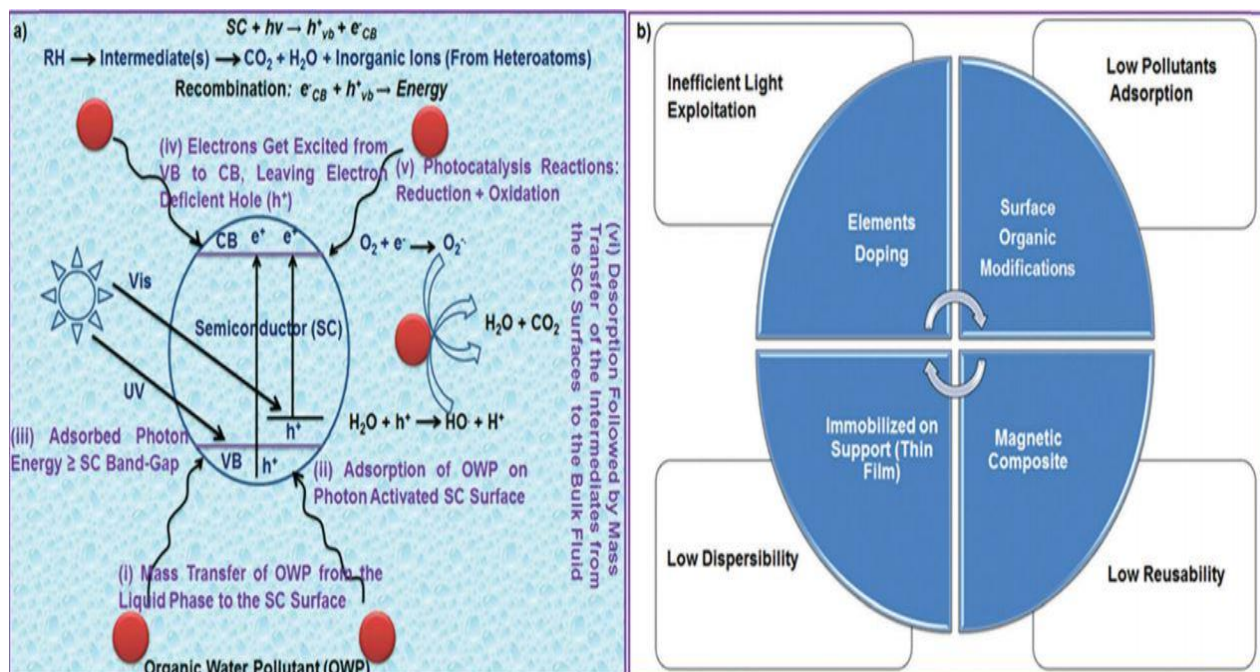 a)
SC + hν → h⁺vb + e⁻CB
RH → Intermediate(s) → CO₂ + H₂O + Inorganic Ions (From Heteroatoms)
Recombination: e⁻CB + h⁺vb → Energy
(iv) Electrons Get Excited from
VB to CB, Leaving Electron
Deficient Hole (h⁺)
(v) Photocatalysis Reactions:
Reduction + Oxidation
CB e⁺ e⁺
O₂ + e⁻ → O₂⁻·
Vis
Semiconductor (SC)
H₂O + CO₂
UV
h⁺
H₂O + h⁺ → HO· + H⁺
(iii) Adsorbed Photon
Energy ≥ SC Band-Gap
VB h⁺
(ii) Adsorption of OWP on
Photon Activated SC Surface
(i) Mass Transfer of OWP from the
Liquid Phase to the SC Surface
Organic Water Pollutant (OWP)
(vi) Desorption Followed by Mass
Transfer of the Intermediates from
the SC Surfaces to the Bulk Fluid
b)
Inefficient Light
Exploitation
Low Pollutants
Adsorption
Elements
Doping
Surface
Organic
Modifications
Immobilized on
Support (Thin
Film)
Magnetic
Composite
Low Dispersibility
Low Reusability